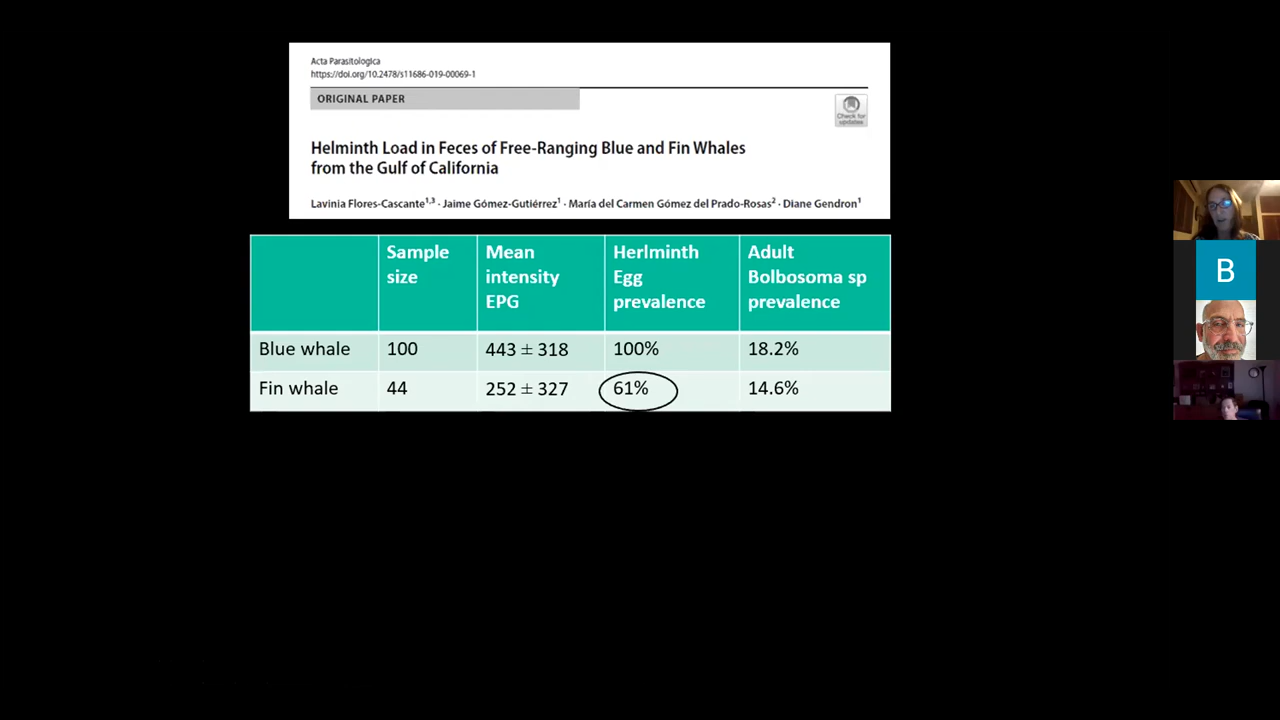 Acta Parasitologica
https://doi.org/10.2478/s11686-019-00069-1
ORIGINAL PAPER
Check for
updates
Helminth Load in Feces of Free-Ranging Blue and Fin Whales
from the Gulf of California
Lavinia Flores-Cascante1,3 · Jaime Gómez-Gutiérrez1 · María del Carmen Gómez del Prado-Rosas2 · Diane Gendron1
Sample size Mean intensity EPG Herlminth Egg prevalence Adult Bolbosoma sp prevalence
Blue whale 100 443 ± 318 100% 18.2%
Fin whale 44 252 ± 327 61% 14.6%
B